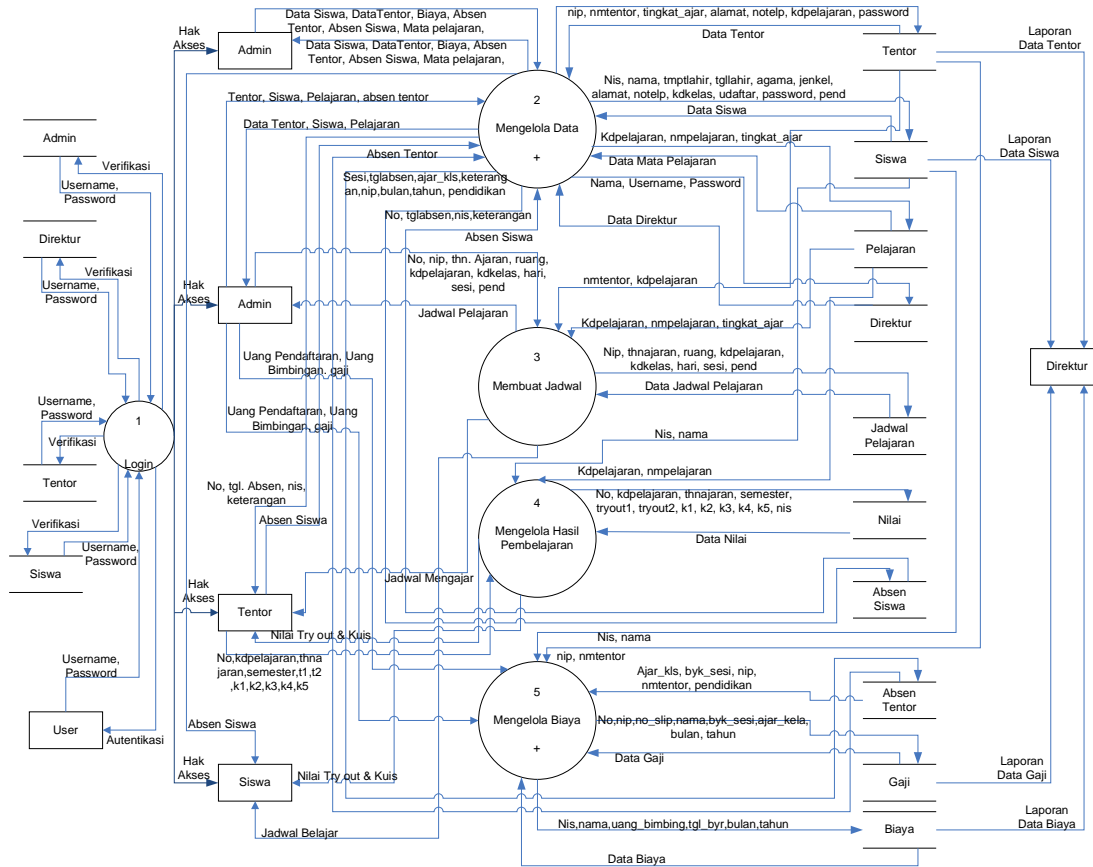 Data Siswa, DataTentor, Biaya, Absen
Tentor, Absen Siswa, Mata pelajaran,
Hak
Akses
Admin
Data Siswa, DataTentor, Biaya, Absen
Tentor, Absen Siswa, Mata pelajaran,
nip, nmtentor, tingkat_ajar, alamat, notelp, kdpelajaran, password
Data Tentor
Tentor
Laporan
Data Tentor
Tentor, Siswa, Pelajaran, absen tentor
2
Mengelola Data
+
Nis, nama, tmptlahir, tgllahir, agama, jenkel,
alamat, notelp, kdkelas, udaftar, password, pend
Data Siswa
Data Tentor, Siswa, Pelajaran
Kdpelajaran, nmpelajaran, tingkat_ajar
Siswa
Laporan
Data Siswa
Absen Tentor
Data Mata Pelajaran
Admin
Verifikasi
Username,
Password
Sesi,tglabsen,ajar_kls,keterang
an,nip,bulan,tahun, pendidikan
Nama, Username, Password
No, tglabsen,nis,keterangan
Data Direktur
Absen Siswa
Direktur
Verifikasi
Username,
Password
Pelajaran
Hak
Akses
Admin
No, nip, thn. Ajaran, ruang,
kdpelajaran, kdkelas, hari,
sesi, pend
nmtentor, kdpelajaran
Jadwal Pelajaran
Direktur
Kdpelajaran, nmpelajaran, tingkat_ajar
Uang Pendaftaran, Uang
Bimbingan. gaji
3
Membuat Jadwal
Nip, thnajaran, ruang, kdpelajaran,
kdkelas, hari, sesi, pend
Data Jadwal Pelajaran
Direktur
Username,
Password
1
Login
Uang Pendaftaran, Uang
Bimbingan, gaji
Jadwal
Pelajaran
Verifikasi
Nis, nama
Tentor
No, tgl. Absen, nis,
keterangan
Kdpelajaran, nmpelajaran
4
Mengelola Hasil
Pembelajaran
No, kdpelajaran, thnajaran, semester,
tryout1, tryout2, k1, k2, k3, k4, k5, nis
Nilai
Verifikasi
Absen Siswa
Data Nilai
Username,
Password
Siswa
Hak
Akses
Jadwal Mengajar
Absen
Siswa
Tentor
Nilai Try out & Kuis
Nis, nama
No,kdpelajaran,thna
jaran,semester,t1,t2
,k1,k2,k3,k4,k5
nip, nmtentor
Username,
Password
5
Mengelola Biaya
+
Ajar_kls, byk_sesi, nip,
nmtentor, pendidikan
Absen
Tentor
User
Autentikasi
Absen Siswa
No,nip,no_slip,nama,byk_sesi,ajar_kela,
bulan, tahun
Data Gaji
Hak
Akses
Siswa
Nilai Try out & Kuis
Gaji
Laporan
Data Gaji
Jadwal Belajar
Nis,nama,uang_bimbing,tgl_byr,bulan,tahun
Biaya
Laporan
Data Biaya
Data Biaya